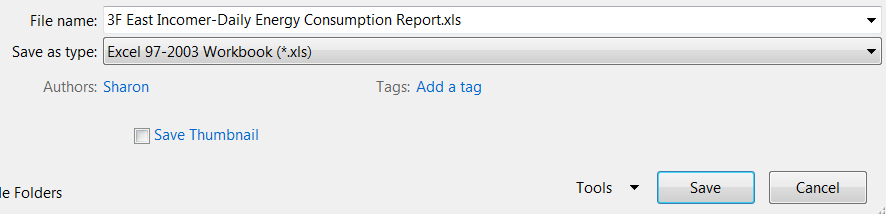 File name: 3F East Incomer-Daily Energy Consumption Report.xls
Save as type: Excel 97-2003 Workbook (*.xls)
Authors: Sharon Tags: Add a tag
Save Thumbnail
le Folders Tools Save Cancel